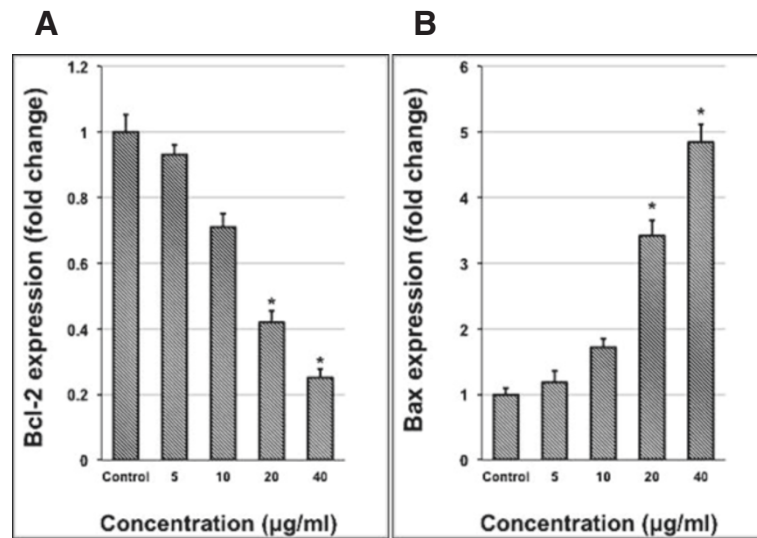 A
Bcl-2 expression (fold change)
1.2
1
0.8
0.6
0.4
0.2
0
*
*
Control 5 10 20 40
Concentration (µg/ml)
B
Bax expression (fold change)
6
5
4
3
2
1
0
*
*
Control 5 10 20 40
Concentration (µg/ml)